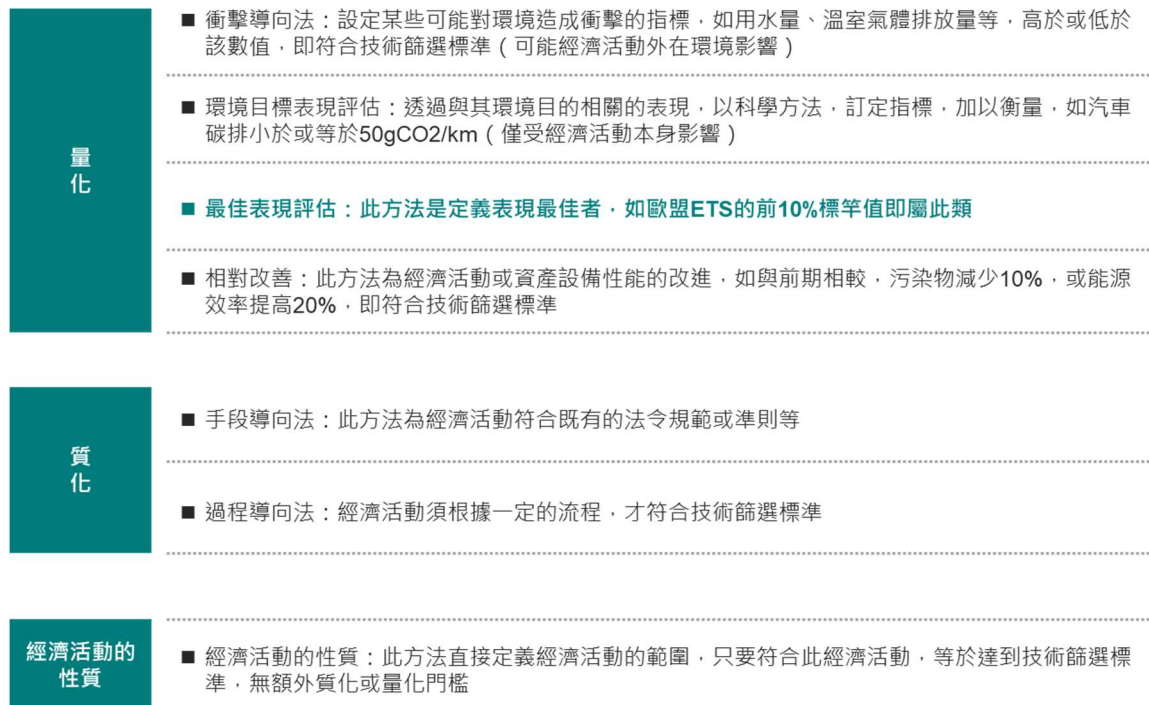 量
化
■ 衝擊導向法：設定某些可能對環境造成衝擊的指標，如用水量、溫室氣體排放量等，高於或低於
該數值，即符合技術篩選標準（可能經濟活動外在環境影響）
■ 環境目標表現評估：透過與其環境目的相關的表現，以科學方法，訂定指標，加以衡量，如汽車
碳排小於或等於50gCO2/km（僅受經濟活動本身影響）
■ 最佳表現評估：此方法是定義表現最佳者，如歐盟ETS的前10%標竿值即屬此類
■ 相對改善：此方法為經濟活動或資產設備性能的改進，如與前期相較，污染物減少10%，或能源
效率提高20%，即符合技術篩選標準
質
化
■ 手段導向法：此方法為經濟活動符合既有的法令規範或準則等
■ 過程導向法：經濟活動須根據一定的流程，才符合技術篩選標準
經濟活動的
性質
■ 經濟活動的性質：此方法直接定義經濟活動的範圍，只要符合此經濟活動，等於達到技術篩選標
準，無額外質化或量化門檻